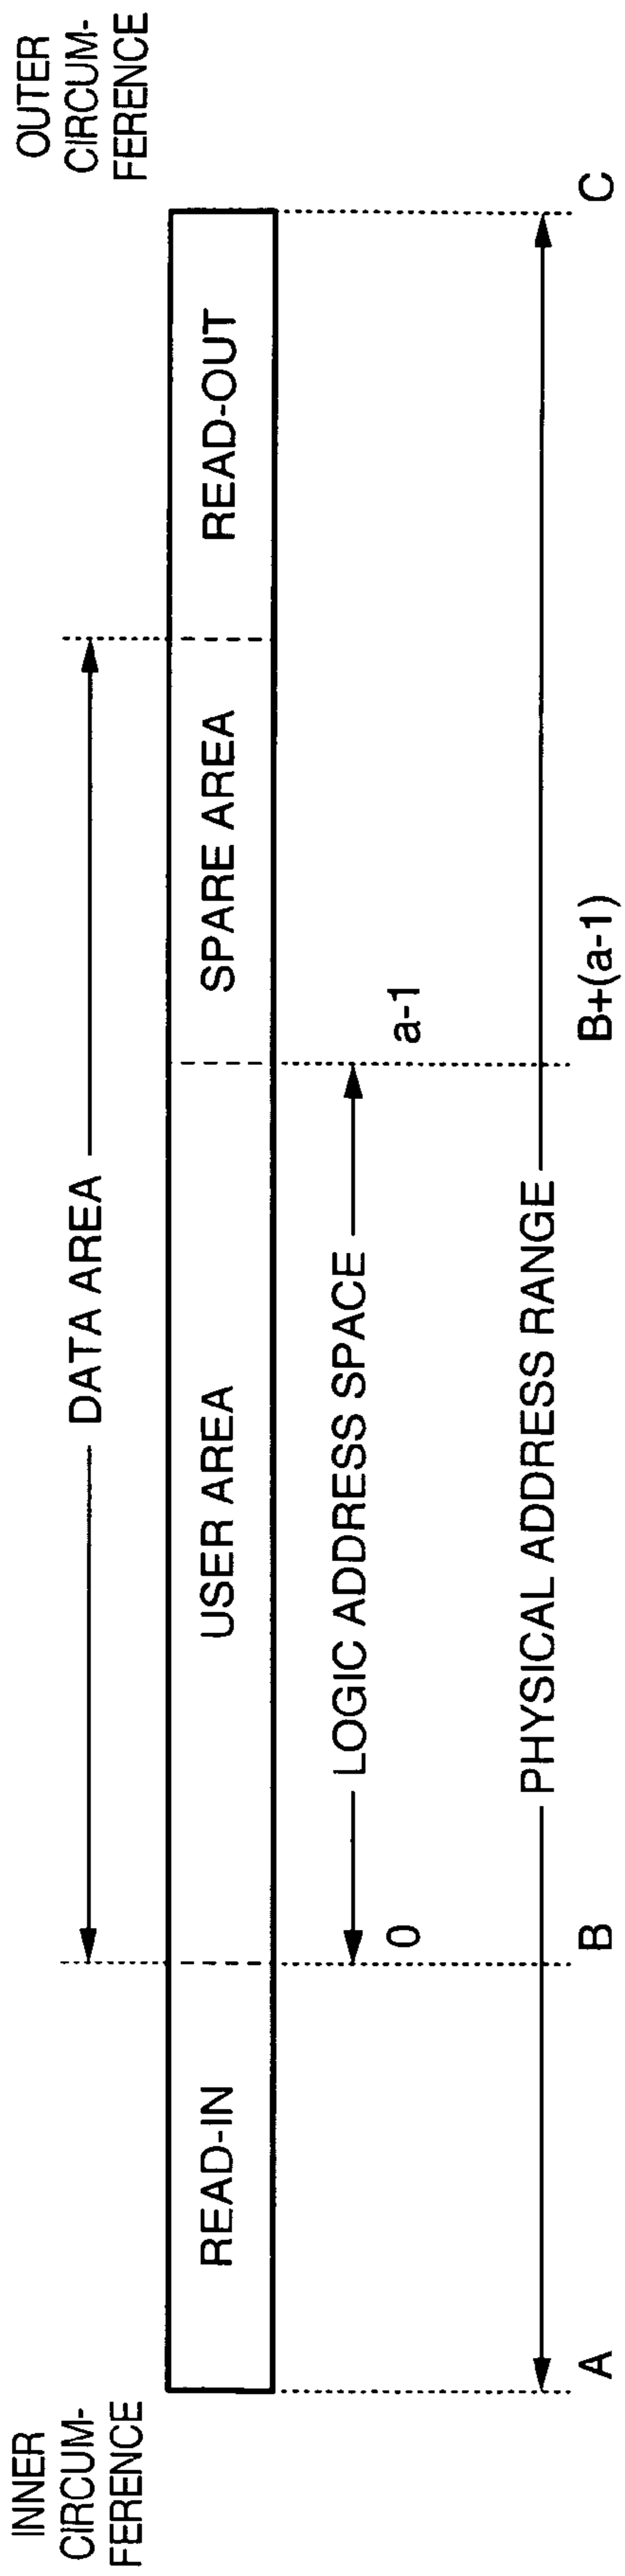 INNER
CIRCUM-
FERENCE
OUTER
CIRCUM-
FERENCE
DATA AREA
READ-IN
USER AREA
SPARE AREA
READ-OUT
LOGIC ADDRESS SPACE
0
a-1
PHYSICAL ADDRESS RANGE
A
B
B+(a-1)
C